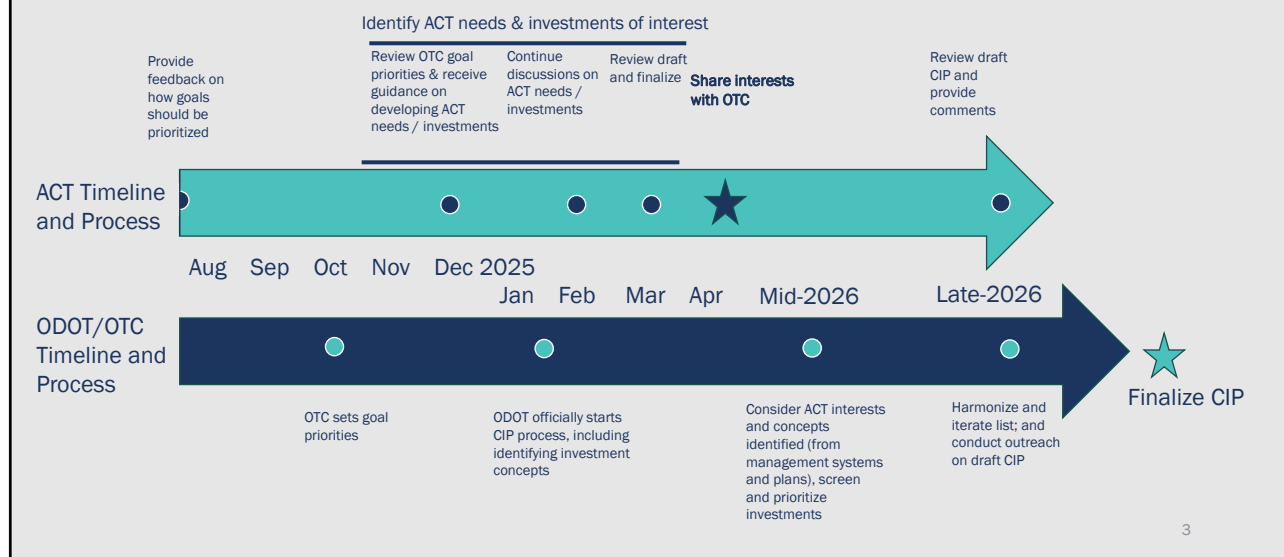 Identify ACT needs & investments of interest
Provide
feedback on
how goals
should be
prioritized
Review OTC goal
priorities & receive
guidance on
developing ACT
needs / investments
Continue
discussions on
ACT needs /
investments
Review draft
and finalize
Share interests
with OTC
Review draft
CIP and
provide
comments
ACT Timeline
and Process
Aug Sep Oct Nov Dec 2025
Jan Feb Mar Apr Mid-2026 Late-2026
ODOT/OTC
Timeline and
Process
Finalize CIP
OTC sets goal
priorities
ODOT officially starts
CIP process, including
identifying investment
concepts
Consider ACT interests
and concepts
identified (from
management systems
and plans), screen
and prioritize
investments
Harmonize and
iterate list; and
conduct outreach
on draft CIP
3